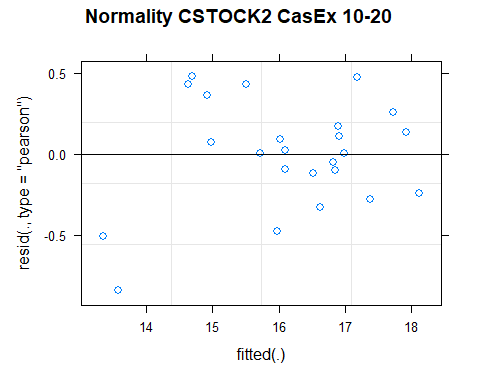 Normality CSTOCK2 CasEx 10-20
resid(., type = "pearson")
0.5
0.0
-0.5
14 15 16 17 18
fitted(.)